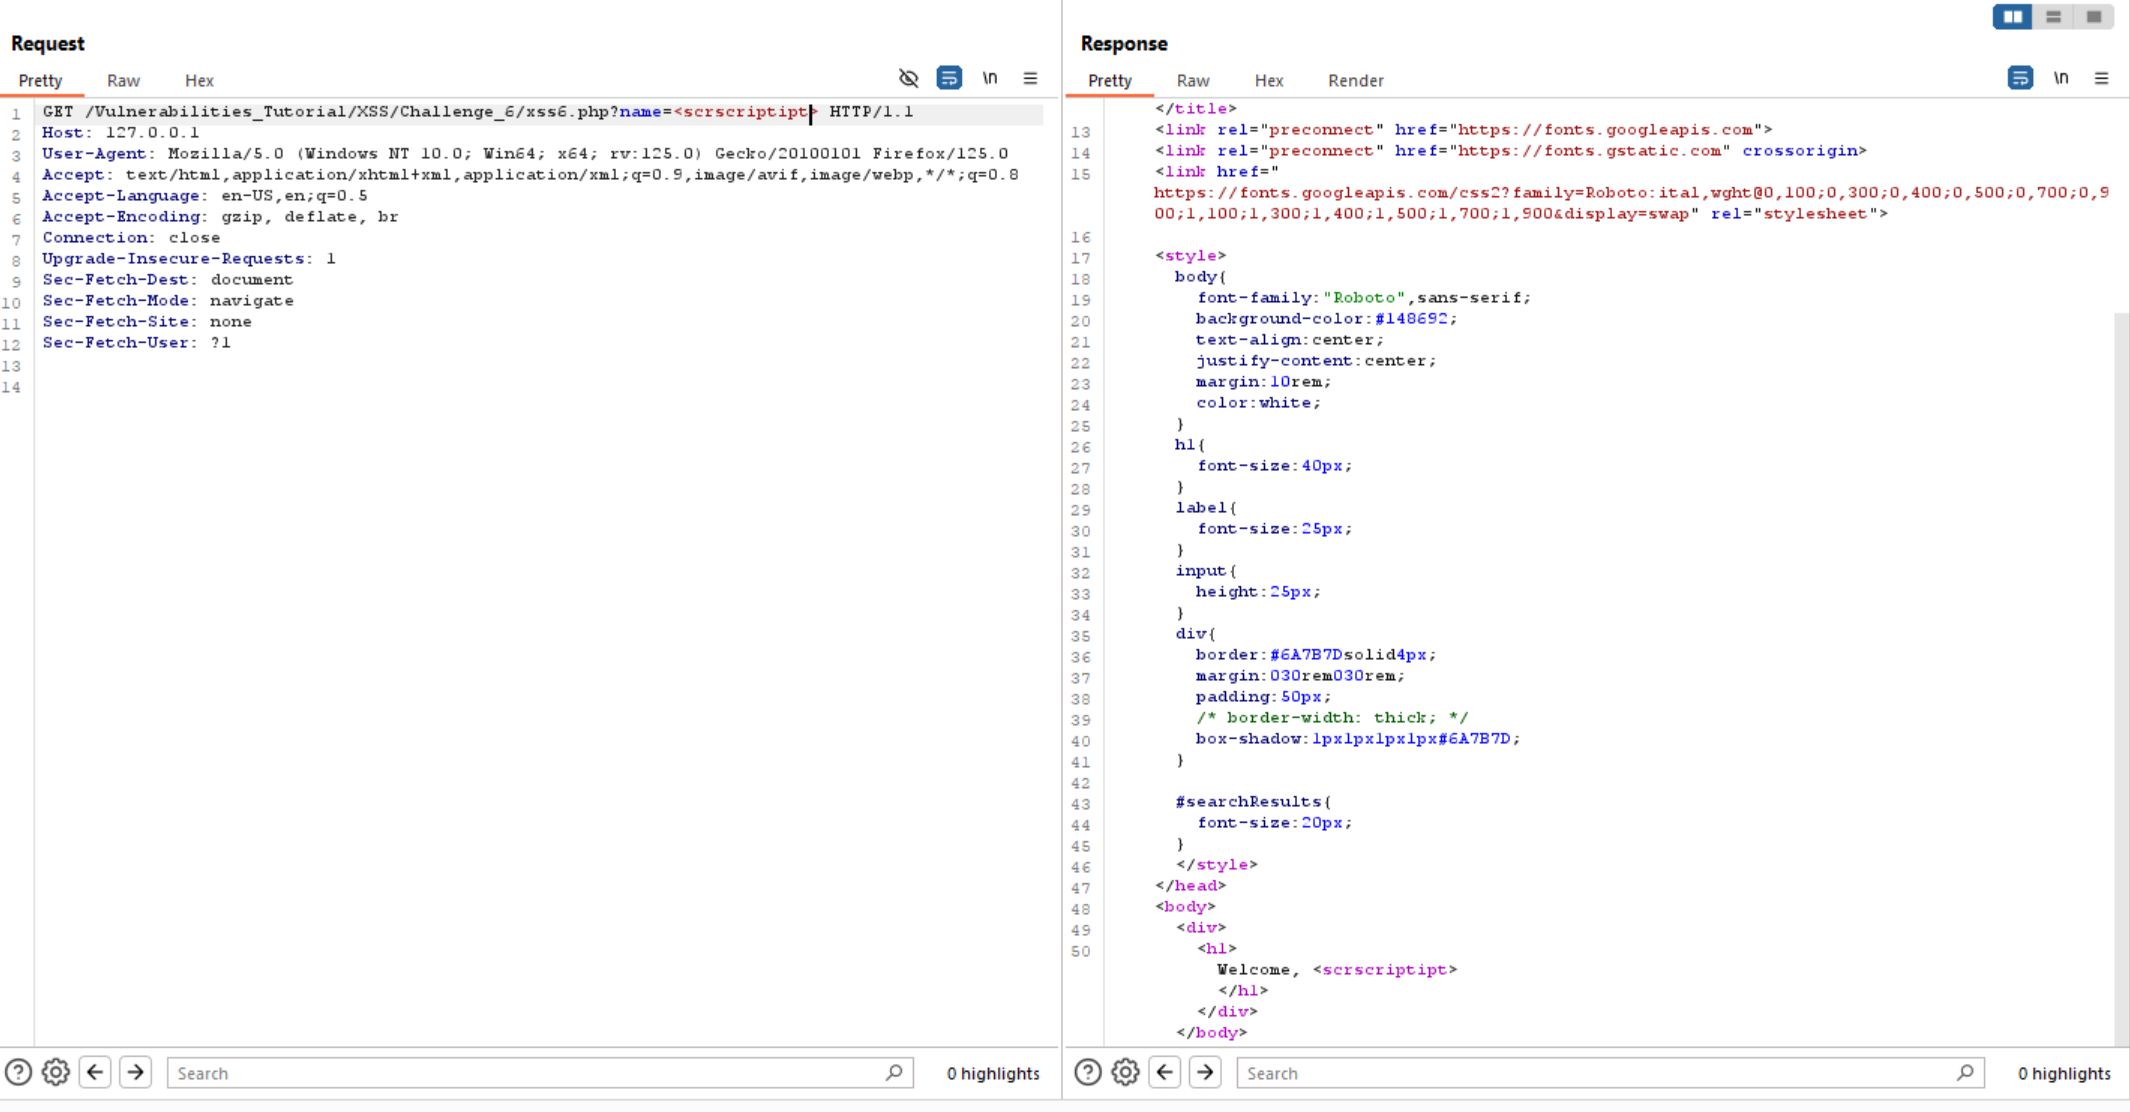 Request
Pretty Raw Hex
\n
1 GET /Vulnerabilities_Tutorial/XSS/Challenge_6/xss6.php?name=<scrscriptipt> HTTP/1.1
2 Host: 127.0.0.1
3 User-Agent: Mozilla/5.0 (Windows NT 10.0; Win64; x64; rv:125.0) Gecko/20100101 Firefox/125.0
4 Accept: text/html,application/xhtml+xml,application/xml;q=0.9,image/avif,image/webp,*/*;q=0.8
5 Accept-Language: en-US,en;q=0.5
6 Accept-Encoding: gzip, deflate, br
7 Connection: close
8 Upgrade-Insecure-Requests: 1
9 Sec-Fetch-Dest: document
10 Sec-Fetch-Mode: navigate
11 Sec-Fetch-Site: none
12 Sec-Fetch-User: ?1
13
14
Search
0 highlights
Response
Pretty Raw Hex Render
\n
</title>
13 <link rel="preconnect" href="https://fonts.googleapis.com">
14 <link rel="preconnect" href="https://fonts.gstatic.com" crossorigin>
15 <link href="
https://fonts.googleapis.com/css2?family=Roboto:ital,wght@0,100;0,300;0,400;0,500;0,700;0,9
00;1,100;1,300;1,400;1,500;1,700;1,900&display=swap" rel="stylesheet">
16
17 <style>
18 body{
19 font-family:"Roboto",sans-serif;
20 background-color:#148692;
21 text-align:center;
22 justify-content:center;
23 margin:10rem;
24 color:white;
25 }
26 h1{
27 font-size:40px;
28 }
29 label{
30 font-size:25px;
31 }
32 input{
33 height:25px;
34 }
35 div{
36 border:#6A7B7Dsolid4px;
37 margin:030rem030rem;
38 padding:50px;
39 /* border-width: thick; */
40 box-shadow:1px1px1px1px#6A7B7D;
41 }
42
43 #searchResults{
44 font-size:20px;
45 }
46 </style>
47 </head>
48 <body>
49 <div>
50 <h1>
Welcome, <scrscriptipt>
</h1>
</div>
</body>
Search
0 highlights